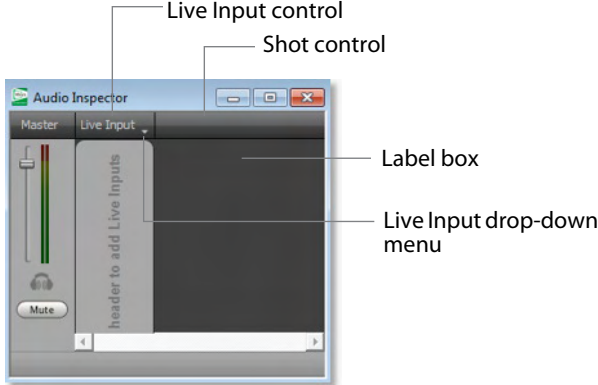 Live Input control
Shot control
Audio Inspector
Master
Live Input
header to add Live Inputs
Label box
Live Input drop-down
menu
Mute